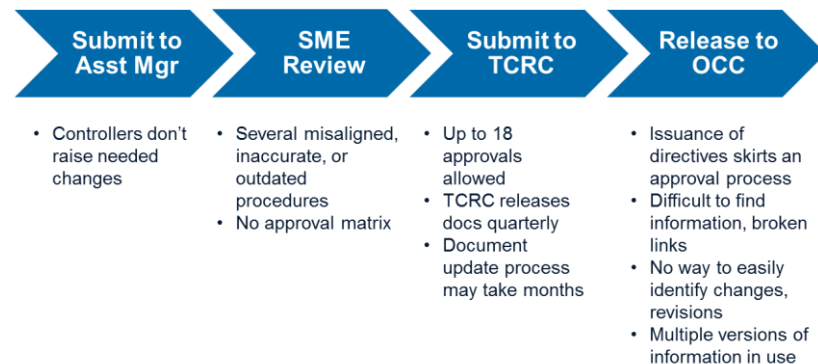 Submit to
Asst Mgr
SME
Review
Submit to
TCRC
Release to
OCC
• Controllers don't
raise needed
changes
• Several misaligned,
inaccurate, or
outdated
procedures
• No approval matrix
• Up to 18
approvals
allowed
• TCRC releases
docs quarterly
• Document
update process
may take months
• Issuance of
directives skirts an
approval process
• Difficult to find
information, broken
links
• No way to easily
identify changes,
revisions
• Multiple versions of
information in use